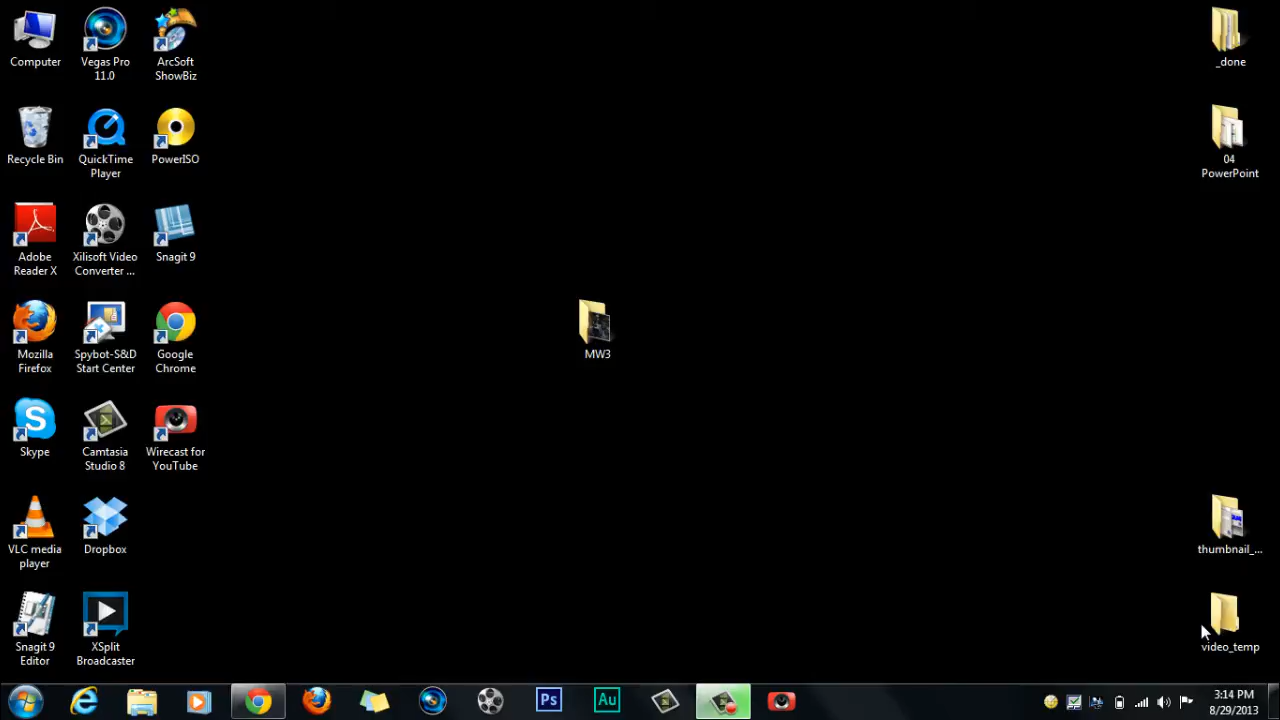 Computer
Vegas Pro
11.0
ArcSoft
ShowBiz
_done
Recycle Bin
QuickTime
Player
PowerISO
04
PowerPoint
Adobe
Reader X
Xilisoft Video
Converter ...
Snagit 9
Mozilla
Firefox
Spybot-S&D
Start Center
Google
Chrome
MW3
Skype
Camtasia
Studio 8
Wirecast for
YouTube
VLC media
player
Dropbox
thumbnail_...
Snagit 9
Editor
XSplit
Broadcaster
video_temp
Ps
Au
3:14 PM
8/29/2013